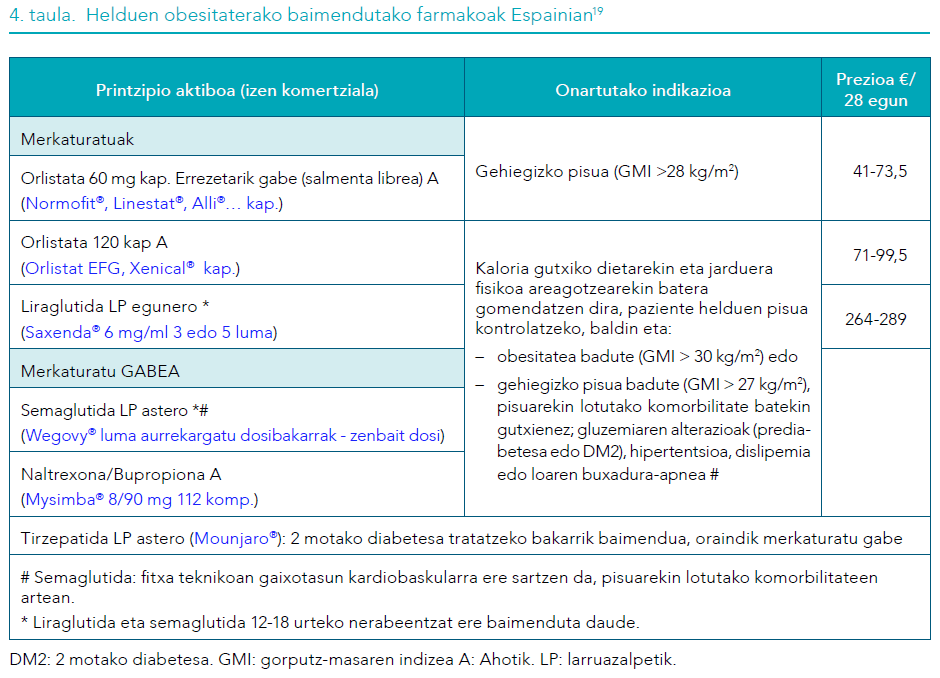 4. taula. Helduen obesitaterako baimendutako farmakoak Espainian¹⁹
Printzipio aktiboa (izen komertziala)
Onartutako indikazioa
Prezioa €/
28 egun
Merkaturatuak
Orlistata 60 mg kap. Errezetarik gabe (salmenta librea) A
(Normofit®, Linestat®, Alli®… kap.)
Gehiegizko pisua (GMI >28 kg/m²)
41-73,5
Orlistata 120 kap A
(Orlistat EFG, Xenical® kap.)
71-99,5
Liraglutida LP egunero *
(Saxenda® 6 mg/ml 3 edo 5 luma)
264-289
Merkaturatu GABEA
Semaglutida LP astero *#
(Wegovy® luma aurrekargatu dosibakarrak - zenbait dosi)
Naltrexona/Bupropiona A
(Mysimba® 8/90 mg 112 komp.)
Kaloria gutxiko dietarekin eta jarduera
fisikoa areagotzearekin batera
gomendatzen dira, paziente helduen pisua
kontrolatzeko, baldin eta:
– obesitatea badute (GMI > 30 kg/m²) edo
– gehiegizko pisua badute (GMI > 27 kg/m²),
pisuarekin lotutako komorbilitate batekin
gutxienez; gluzemiaren alterazioak (predia-
betesa edo DM2), hipertentsioa, dislipemia
edo loaren buxadura-apnea #
Tirzepatida LP astero (Mounjaro®): 2 motako diabetesa tratatzeko bakarrik baimendua, oraindik merkaturatu gabe
# Semaglutida: fitxa teknikoan gaixotasun kardiobaskularra ere sartzen da, pisuarekin lotutako komorbilitateen
artean.
* Liraglutida eta semaglutida 12-18 urteko nerabeentzat ere baimenduta daude.
DM2: 2 motako diabetesa. GMI: gorputz-masaren indizea A: Ahotik. LP: larruazalpetik.